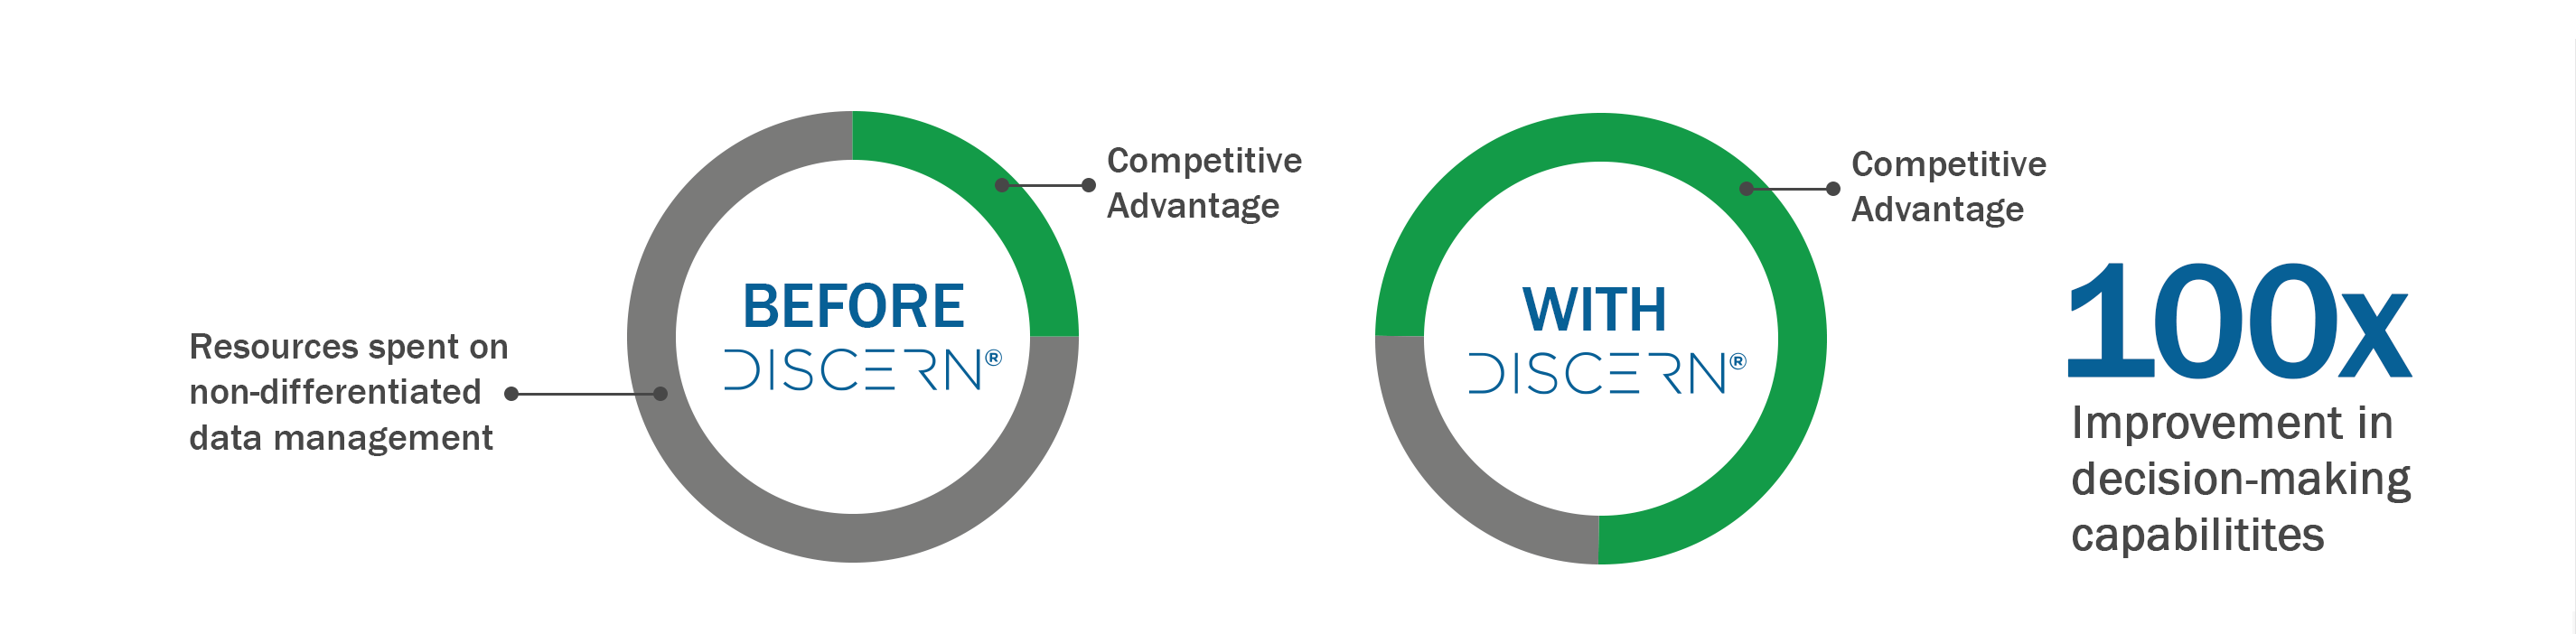 Resources spent on
non-differentiated
data management
BEFORE
DISCERN®
Competitive
Advantage
WITH
DISCERN®
Competitive
Advantage
100x
Improvement in
decision-making
capabilitites